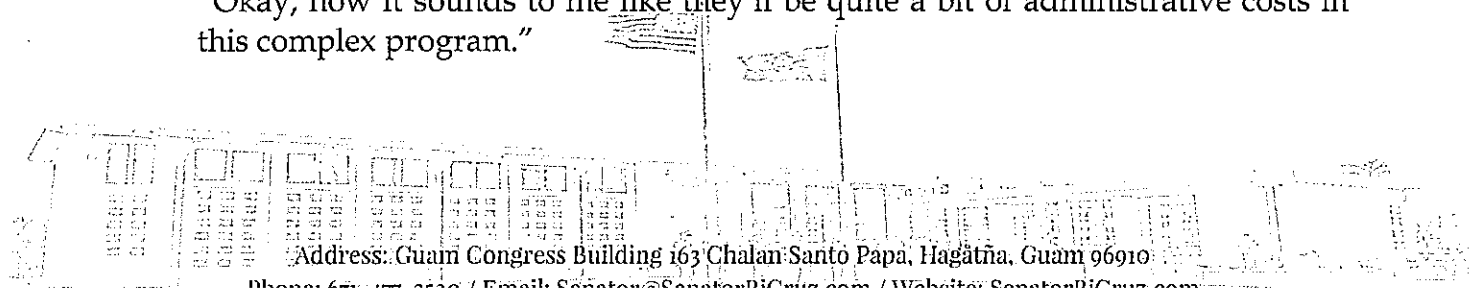 "Okay, now it sounds to me like they'll be quite a bit of administrative costs in
this complex program."
Address: Guam Congress Building 163 Chalan Santo Papa, Hagåtña, Guam 96910
Phone: / Email: Senator@SenatorBJCruz.com / Website: SenatorBJCruz.com